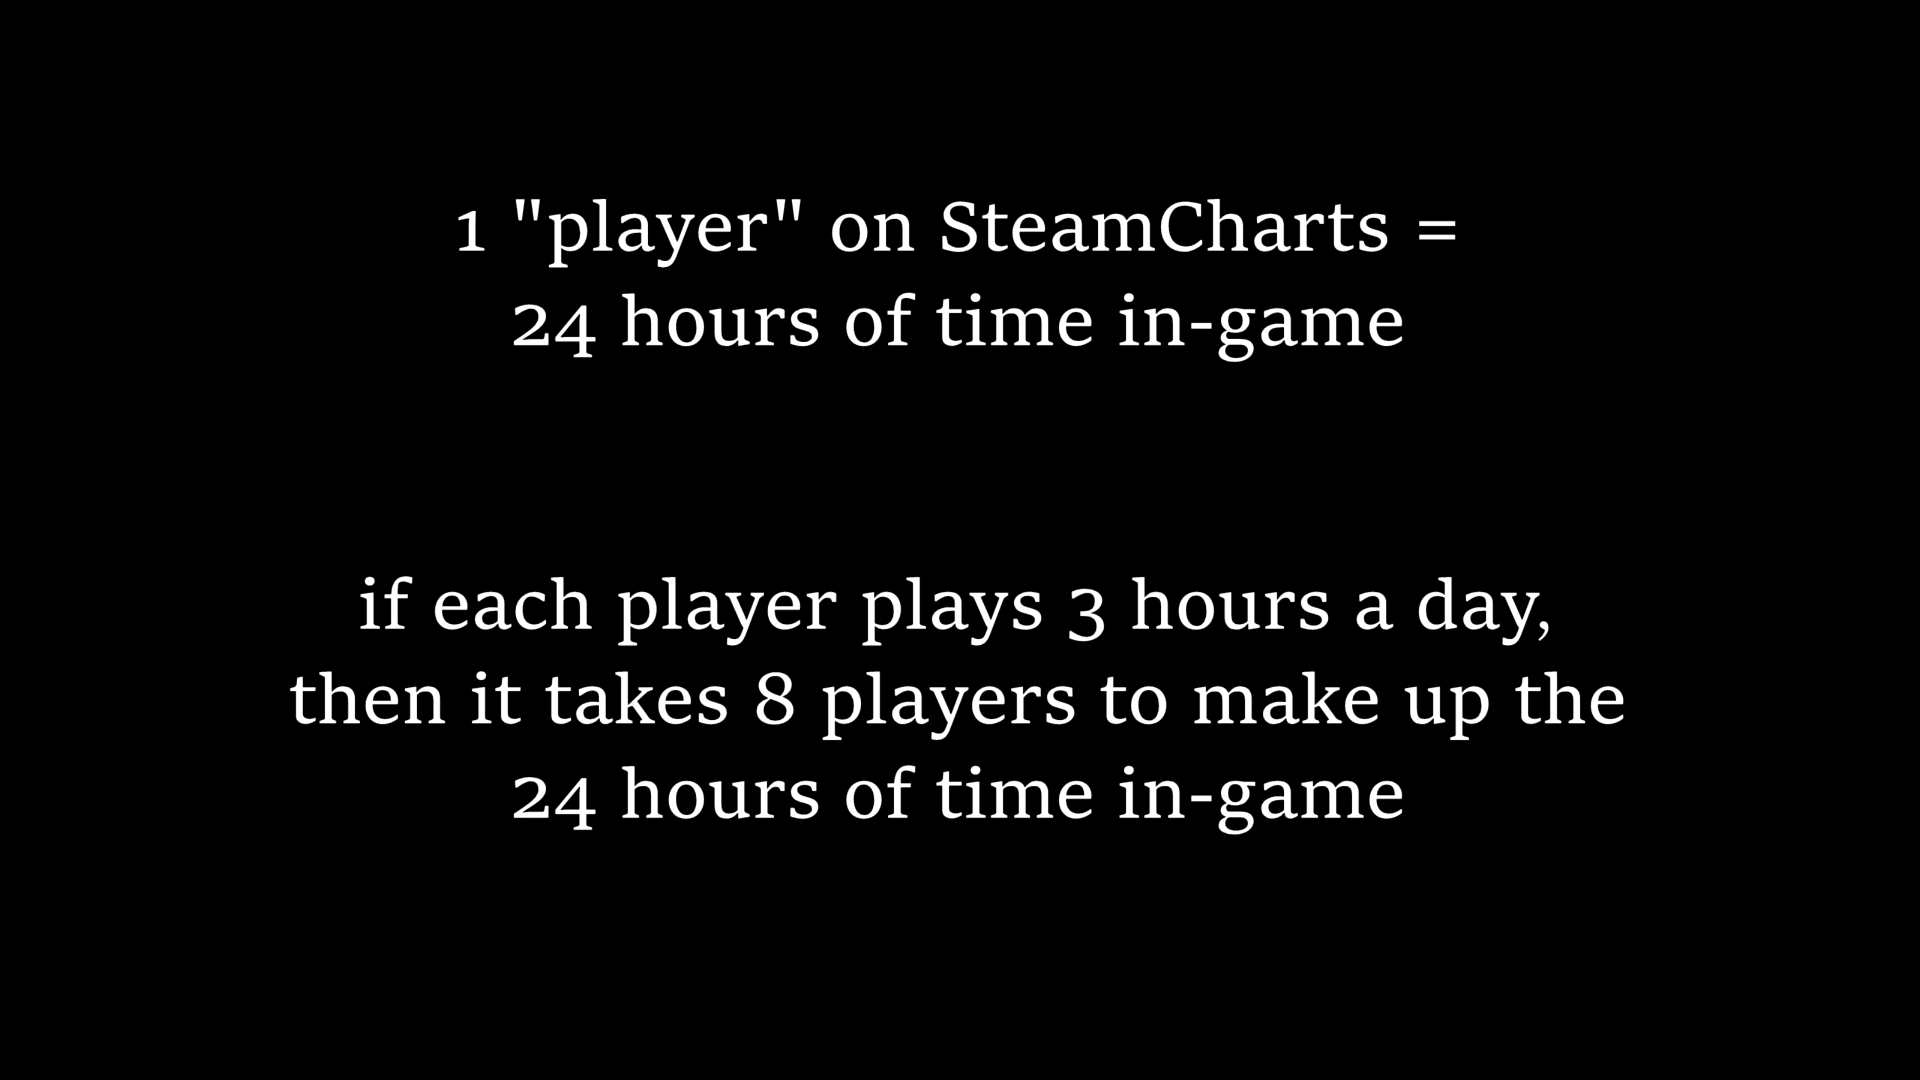 1 "player" on SteamCharts =
24 hours of time in-game
if each player plays 3 hours a day,
then it takes 8 players to make up the
24 hours of time in-game